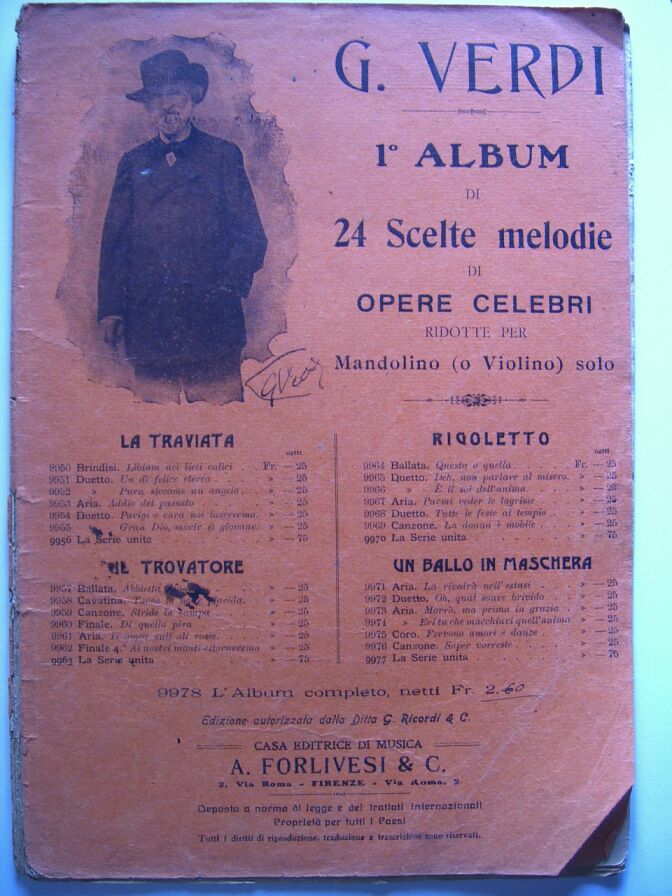 G. VERDI
1º ALBUM
DI
24 Scelte melodie
DI
OPERE CELEBRI
RIDOTTE PER
Mandolino (o Violino) solo
G Verdi
LA TRAVIATA
netti
9950 Brindisi. Libiam nei lieti calici . Fr. — 25
9951 Duetto. Un dì felice eterea . . » — 25
9952 » Pura siccome un angelo . » — 25
9953 Aria. Addio del passato . . . » — 25
9954 Duetto. Parigi o cara noi lasceremo. » — 25
9955 Gran Dio, morir sì giovane. » — 25
9956 La Serie unita . . . » — 75
IL TROVATORE
9957 Ballata. Abbietta » — 25
9958 Cavatina. Tacea la notte placida. » — 25
9959 Canzone. Stride la vampa . . » — 25
9960 Finale. Di quella pira . . » — 25
9961 Aria. D'amor sull' ali rosee. . » — 25
9962 Finale 4.º Ai nostri monti ritorneremo » — 25
9963 La Serie unita . . . » — 75
RIGOLETTO
netti
9964 Ballata. Questa o quella . . Fr. — 25
9965 Duetto. Deh, non parlare al misero. » — 25
9966 È il sol dell'anima . . » — 25
9967 Aria. Parmi veder le lagrime . » — 25
9968 Duetto. Tutte le feste al tempio » — 25
9969 Canzone. La donna è mobile . . » — 25
9970 La Serie unita . . . » — 75
UN BALLO IN MASCHERA
9971 Aria. La rivedrà nell'estasi . . » — 25
9972 Duetto. Oh, qual soave brivido . » — 25
9973 Aria. Morrò, ma prima in grazia . » — 25
9974 » Eri tu che macchiavi quell'anima » — 25
9975 Coro. Fervono amori e danze . . » — 25
9976 Canzone. Saper vorreste . . . » — 25
9977 La Serie unita . . . » — 75
9978 L'Album completo, netti Fr. 2,60
Edizione autorizzata dalla Ditta G. Ricordi & C.
CASA EDITRICE DI MUSICA
A. FORLIVESI & C.
2, Via Roma - FIRENZE - Via Roma, 2
Deposto a norma di legge e dei trattati internazionali
Proprietà per tutti i Paesi
Tutti i diritti di riproduzione, traduzione e trascrizione sono riservati.